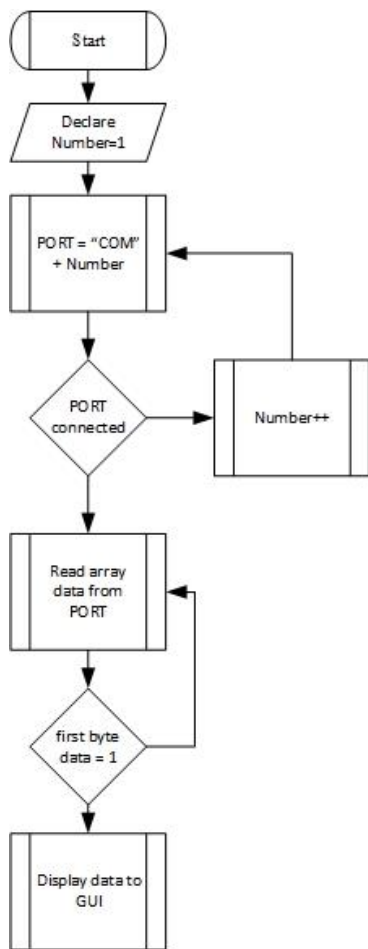 Start
Declare
Number=1
PORT = “COM”
+ Number
PORT
connected
Number++
Read array
data from
PORT
first byte
data = 1
Display data to
GUI